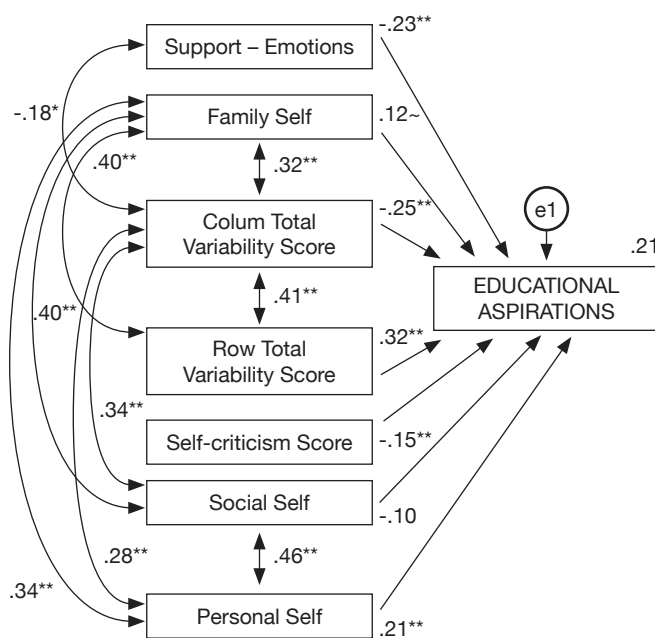 Support – Emotions
-.23**
-.18*
Family Self
.12~
.40**
.32**
Colum Total
Variability Score
-.25**
e1
.21
EDUCATIONAL
ASPIRATIONS
.41**
.40**
Row Total
Variability Score
.32**
.34**
Self-criticism Score
-.15**
Social Self
-.10
.28**
.46**
.34**
Personal Self
.21**